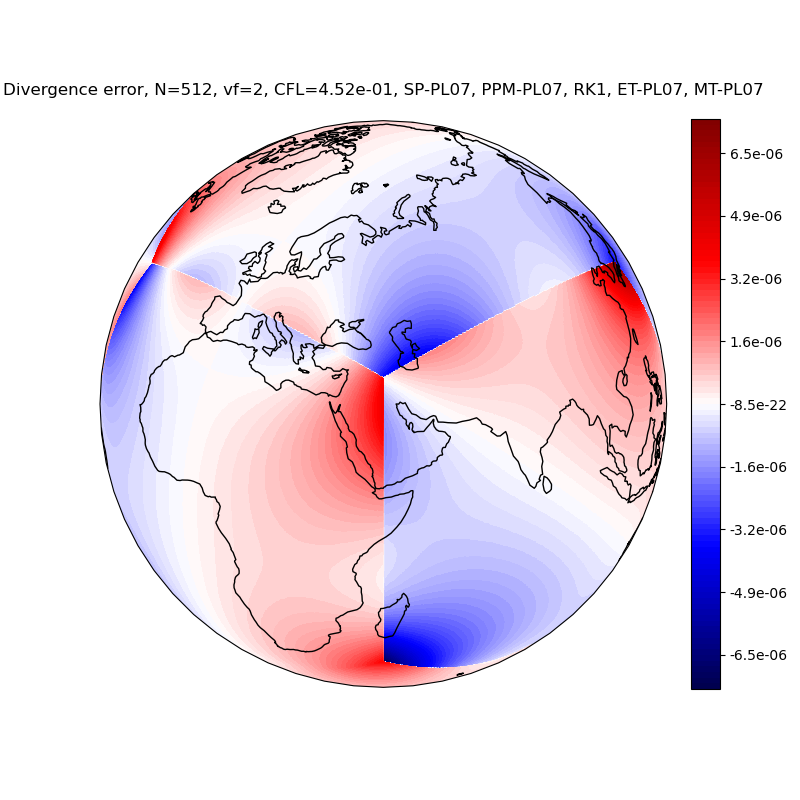 Divergence error, N=512, vf=2, CFL=4.52e-01, SP-PL07, PPM-PL07, RK1, ET-PL07, MT-PL07
6.5e-06
4.9e-06
3.2e-06
1.6e-06
-8.5e-22
-1.6e-06
-3.2e-06
-4.9e-06
-6.5e-06